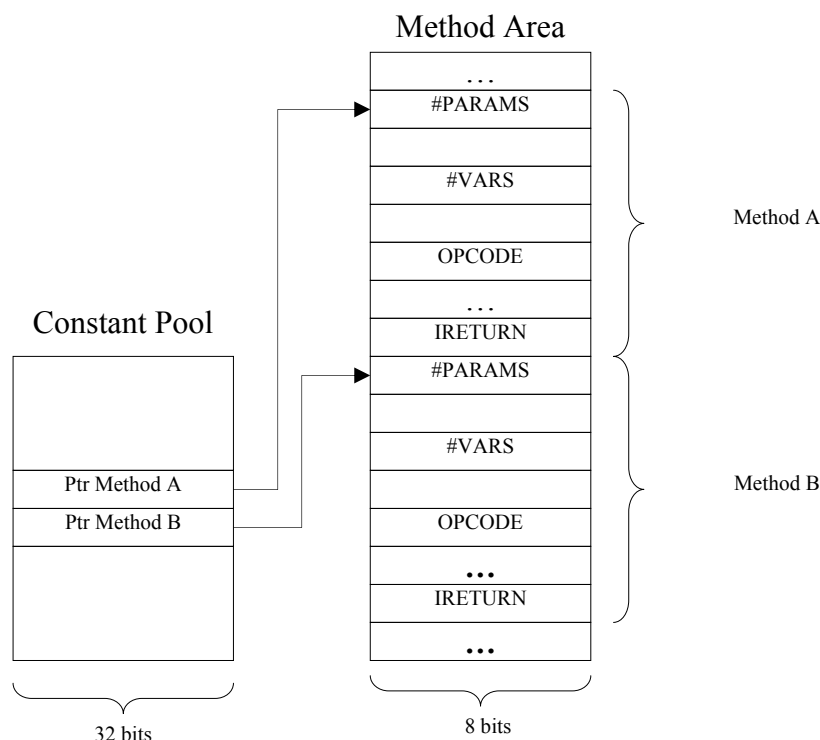 Method Area
...
#PARAMS
#VARS
OPCODE
...
IRETURN
#PARAMS
#VARS
OPCODE
...
IRETURN
...
Method A
Method B
8 bits
Constant Pool
Ptr Method A
Ptr Method B
32 bits